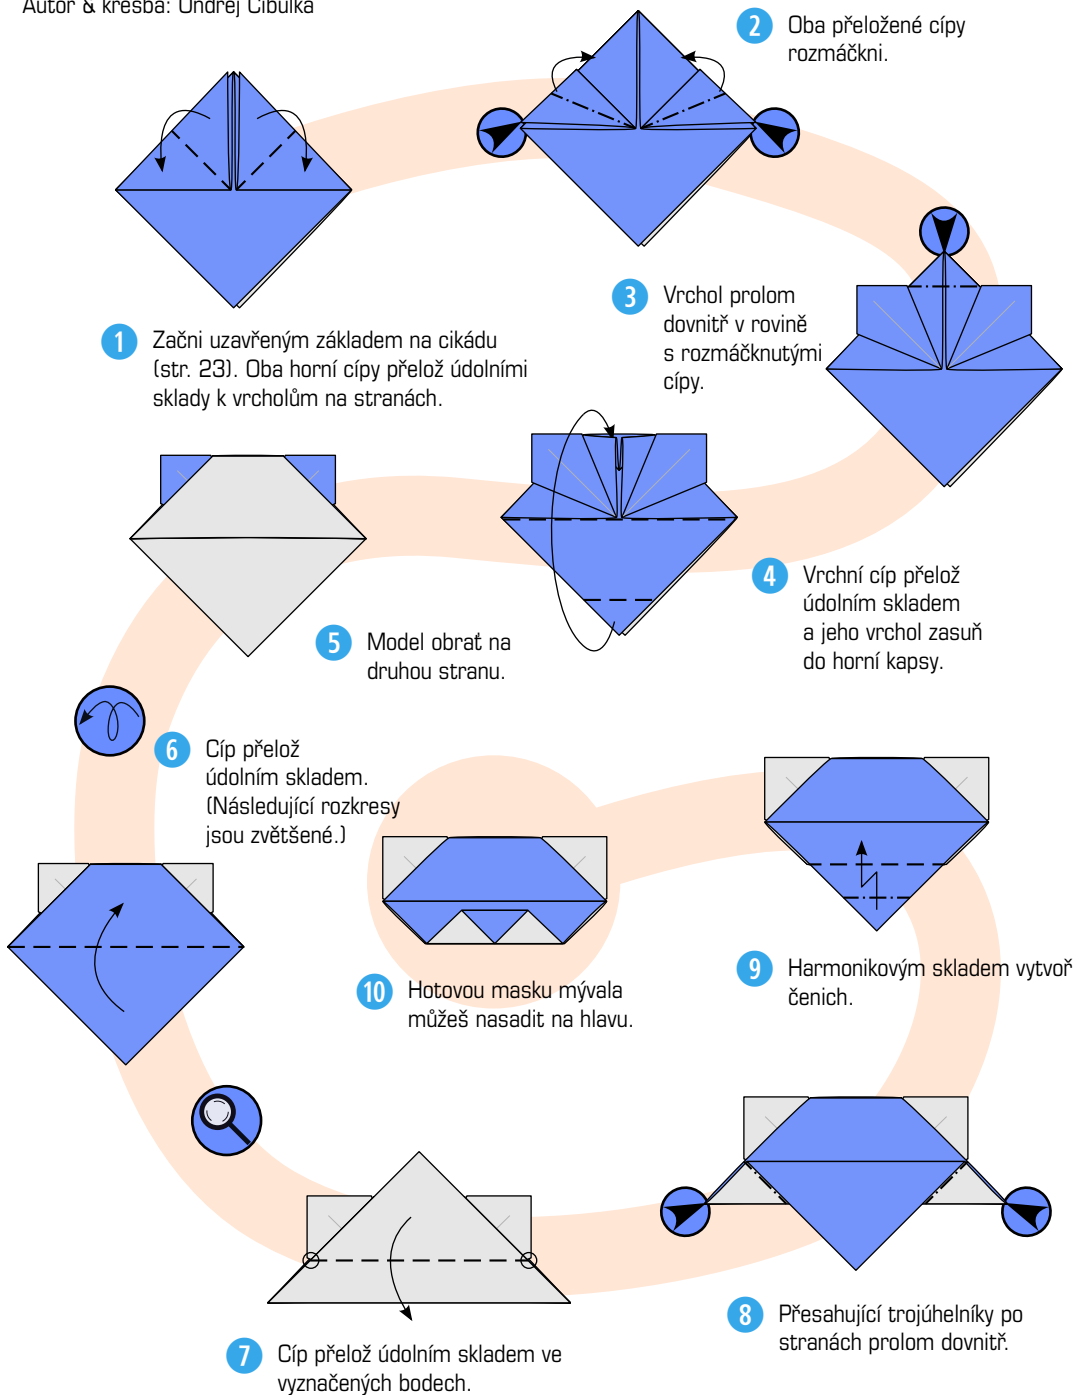 Autor & kresba: Ondřej Cibulka
1 Začni uzavřeným základem na cikádu
(str. 23). Oba horní cípy přelož údolními
sklady k vrcholům na stranách.
2 Oba přeložené cípy
rozmáčkni.
3 Vrchol prolom
dovnitř v rovině
s rozmáčknutými
cípy.
4 Vrchní cíp přelož
údolním skladem
a jeho vrchol zasuň
do horní kapsy.
5 Model obrať na
druhou stranu.
6 Cíp přelož
údolním skladem.
(Následující rozkresy
jsou zvětšené.)
7 Cíp přelož údolním skladem ve
vyznačených bodech.
8 Přesahující trojúhelníky po
stranách prolom dovnitř.
9 Harmonikovým skladem vytvoř
čenich.
10 Hotovou masku mývala
můžeš nasadit na hlavu.